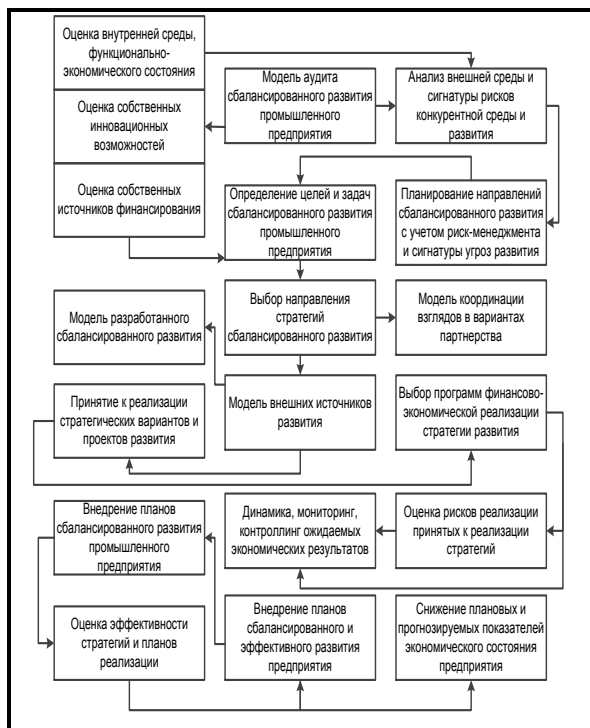 Оценка внутренней среды,
функционально-
экономического состояния
Оценка собственных
инновационных
возможностей
Оценка собственных
источников финансирования
Модель аудита
сбалансированного развития
промышленного
предприятия
Анализ внешней среды и
сигнатуры рисков
конкурентной среды и
развития
Определение целей и задач
сбалансированного развития
промышленного
предприятия
Планирование направлений
сбалансированного развития
с учетом риск-менеджмента
и сигнатуры угроз развития
Выбор направления
стратегий
сбалансированного развития
Модель координации
взглядов в вариантах
партнерства
Модель разработанного
сбалансированного развития
Принятие к реализации
стратегических вариантов и
проектов развития
Модель внешних источников
развития
Выбор программ финансово-
экономической реализации
стратегии развития
Внедрение планов
сбалансированного развития
промышленного
предприятия
Динамика, мониторинг,
контроллинг ожидаемых
экономических результатов
Оценка рисков реализации
принятых к реализации
стратегий
Оценка эффективности
стратегий и планов
реализации
Внедрение планов
сбалансированного и
эффективного развития
предприятия
Снижение плановых и
прогнозируемых показателей
экономического состояния
предприятия